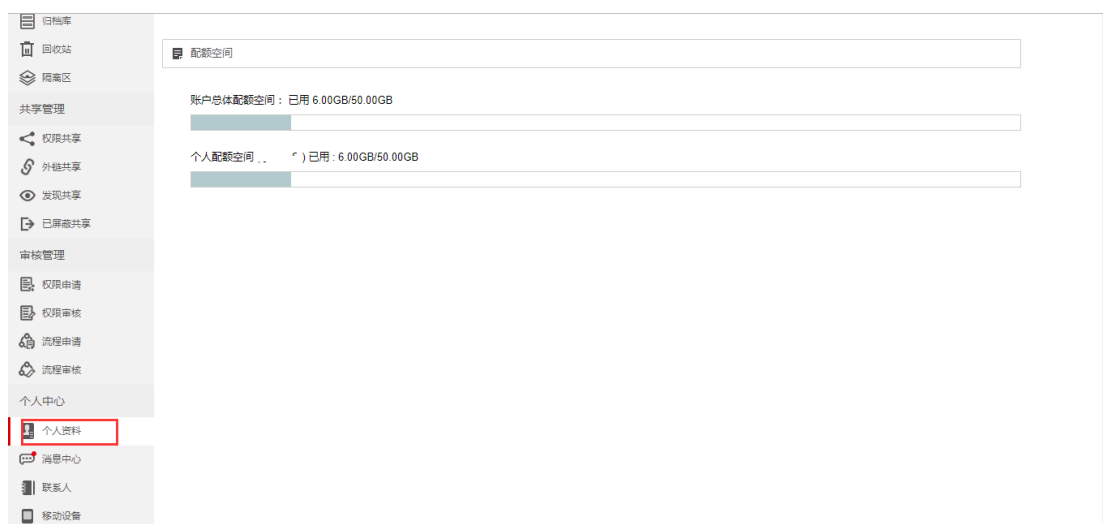 归档库
回收站
隔离区
共享管理
权限共享
外链共享
发现共享
已屏蔽共享
审核管理
权限申请
权限审核
流程申请
流程审核
个人中心
个人资料
消息中心
联系人
移动设备
配额空间
账户总体配额空间：已用 6.00GB/50.00GB
个人配额空间 ) 已用 : 6.00GB/50.00GB